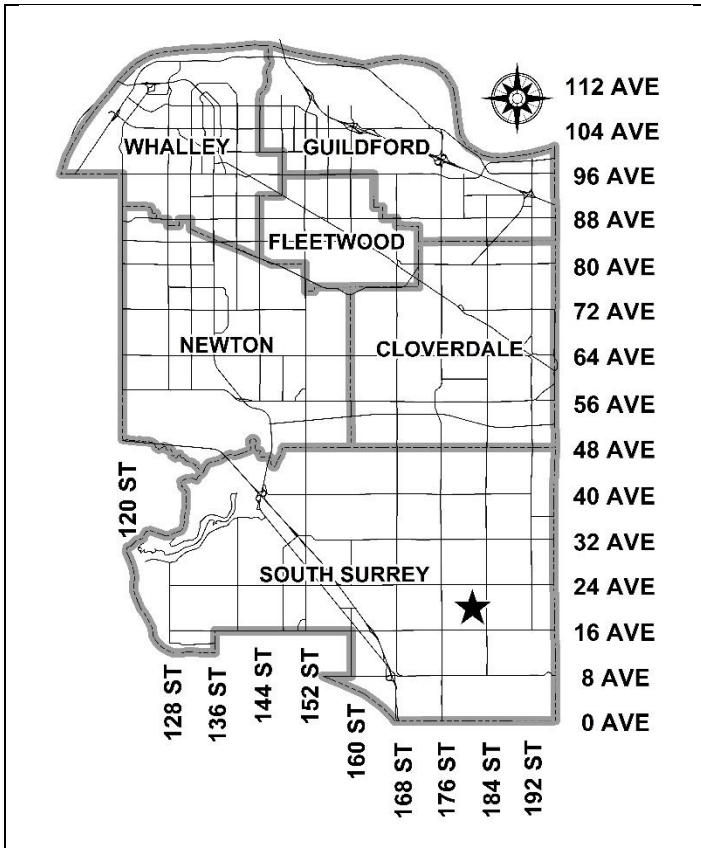 112 AVE
104 AVE
WHALLEY
GUILDFORD
96 AVE
88 AVE
FLEETWOOD
80 AVE
72 AVE
NEWTON
CLOVERDALE
64 AVE
56 AVE
48 AVE
120 ST
40 AVE
32 AVE
SOUTH SURREY
24 AVE
16 AVE
8 AVE
0 AVE
128 ST
136 ST
144 ST
152 ST
160 ST
168 ST
176 ST
184 ST
192 ST